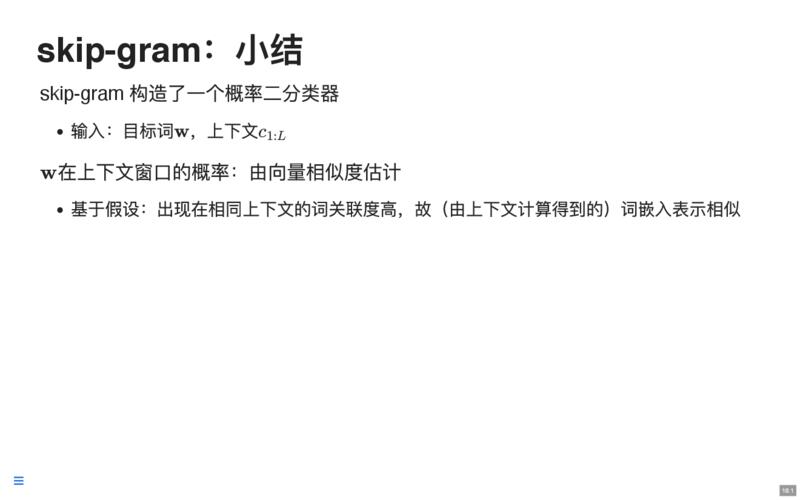 skip-gram：小结
skip-gram 构造了一个概率二分类器
• 输入：目标词w，上下文c1:L
w在上下文窗口的概率：由向量相似度估计
• 基于假设：出现在相同上下文的词关联度高，故（由上下文计算得到的）词嵌入表示相似
18.1